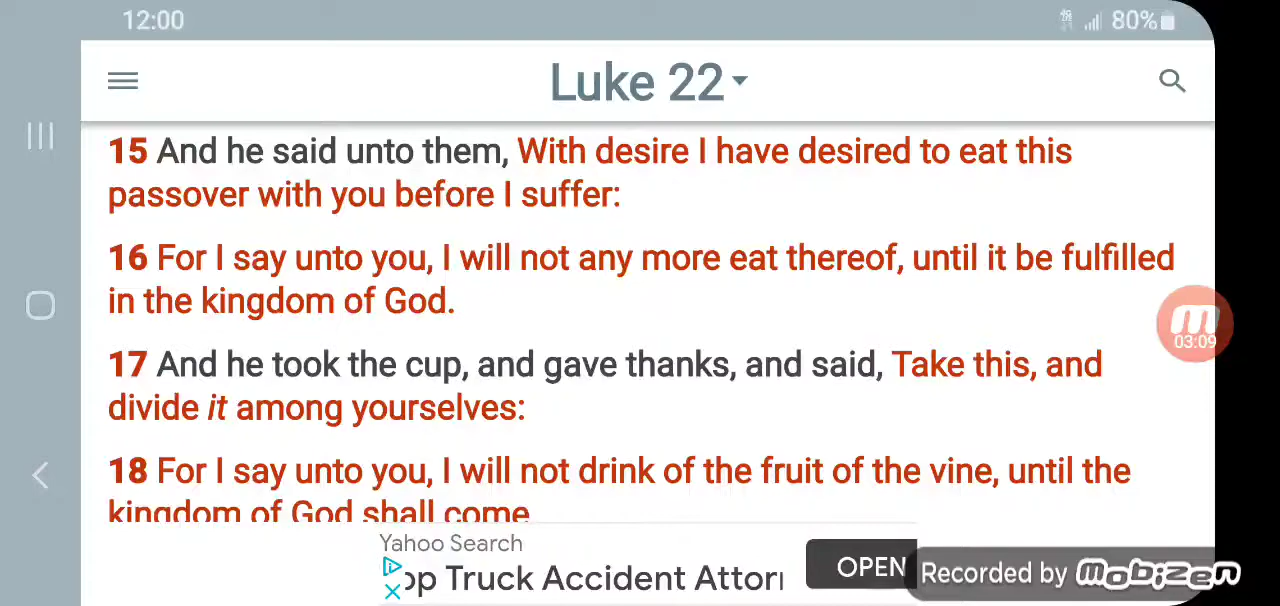 12:00
80%
Luke 22
15 And he said unto them, With desire I have desired to eat this
passover with you before I suffer:
16 For I say unto you, I will not any more eat thereof, until it be fulfilled
in the kingdom of God.
17 And he took the cup, and gave thanks, and said, Take this, and
divide it among yourselves:
18 For I say unto you, I will not drink of the fruit of the vine, until the
kingdom of God shall come
03:09
Yahoo Search
op Truck Accident Attor
OPEN
Recorded by mobizen